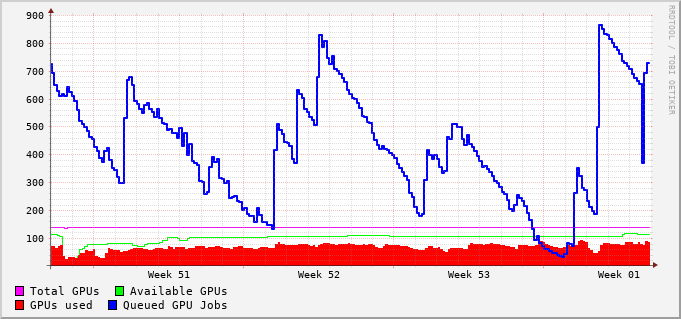 900
800
700
600
500
400
300
200
100
Week 51 Week 52 Week 53 Week 01
Total GPUs Available GPUs
GPUs used Queued GPU Jobs
RRDTOOL / TOBI OETIKER